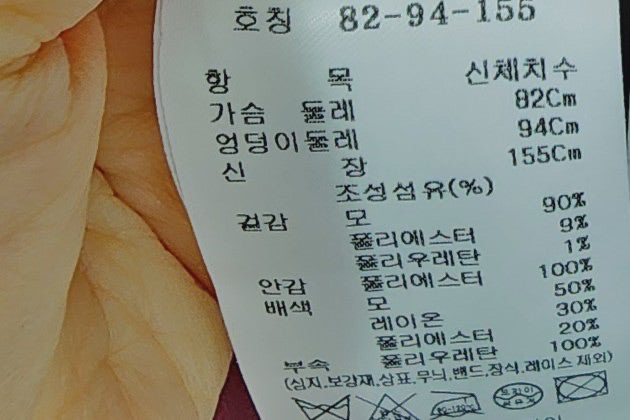 호칭 82-94-155
항 목 신체치수
가슴 둘레 82Cm
엉덩이둘레 94Cm
신 장 155Cm
조성섬유(%)
겉감 모 90%
폴리에스터 9%
폴리우레탄 1%
안감 폴리에스터 100%
배색 모 50%
레이온 30%
폴리에스터 20%
부속 폴리우레탄 100%
(심지,보강재,상표,무늬,밴드,장식,레이스 제외)